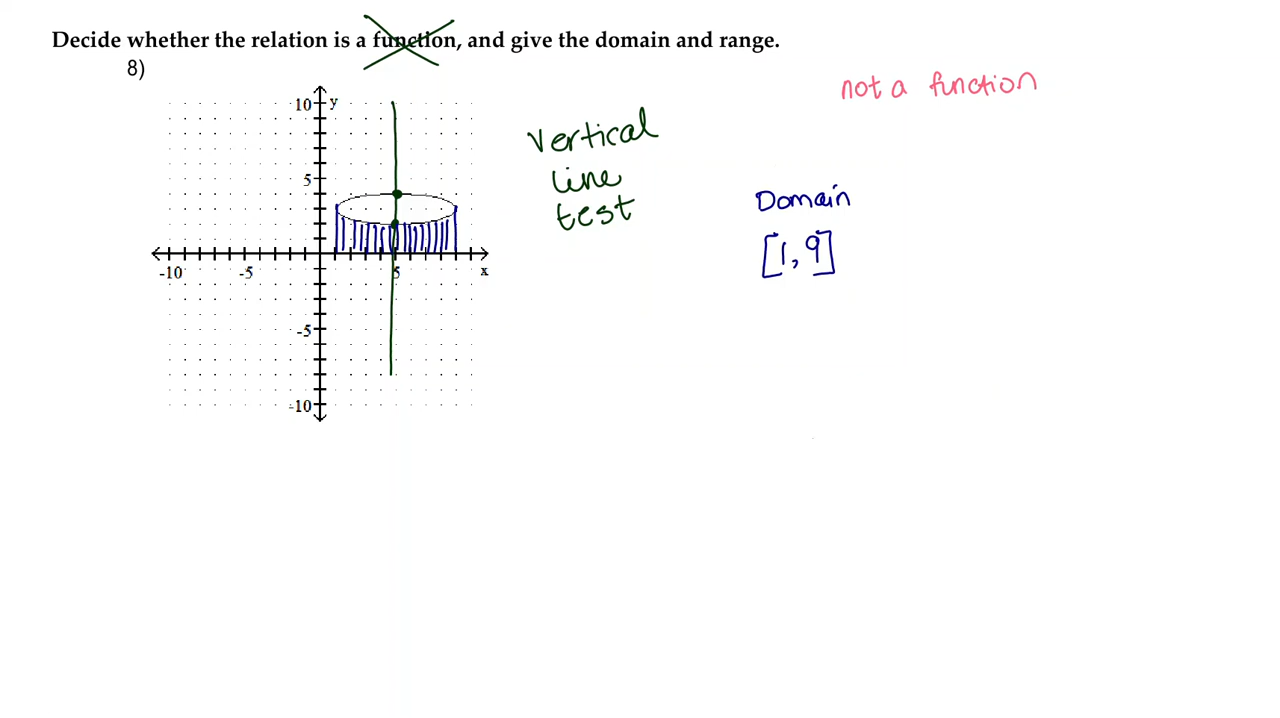 Decide whether the relation is a function, and give the domain and range.
8)
not a function
10 y
Vertical
5
line
test
Domain
[1, 9]
-10 -5 5 x
-5
-10